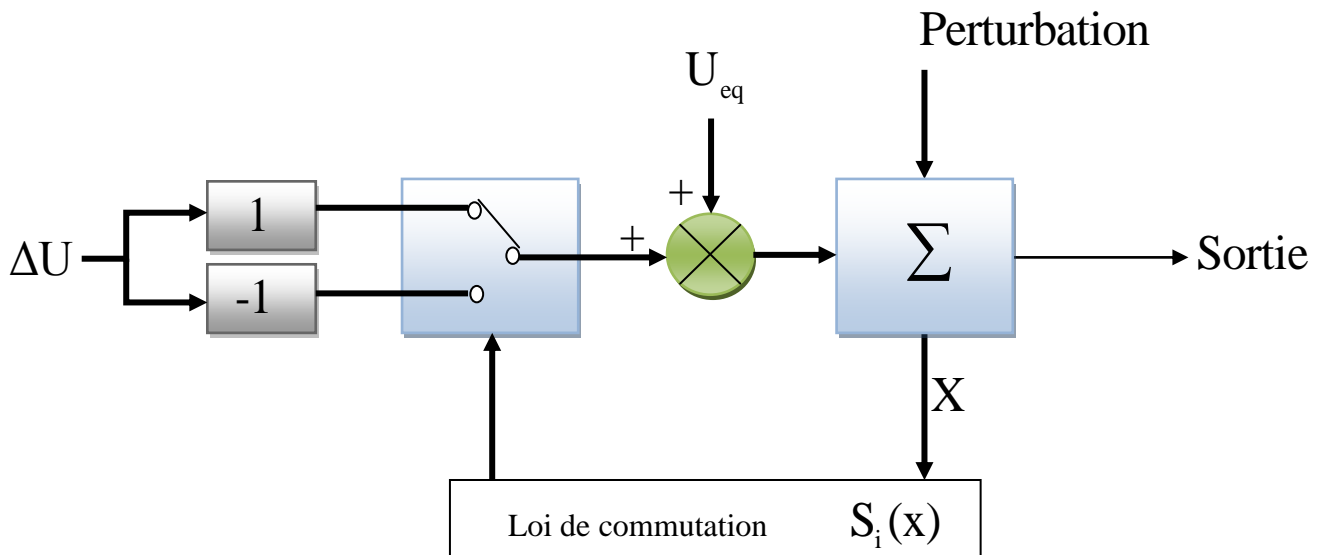 Perturbation
U_eq
+
1
+
∑
ΔU
Sortie
-1
X
Loi de commutation S_i(x)